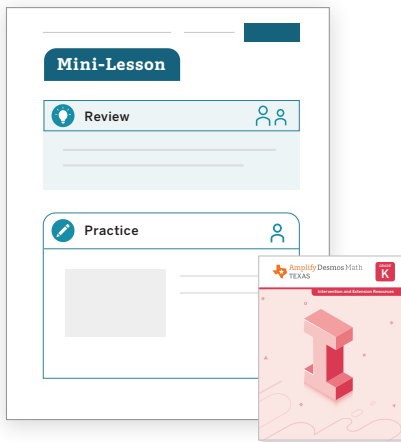 Mini-Lesson
Review
Practice
Amplify Desmos Math
TEXAS
GRADE
K
Intervention and Extension Resources